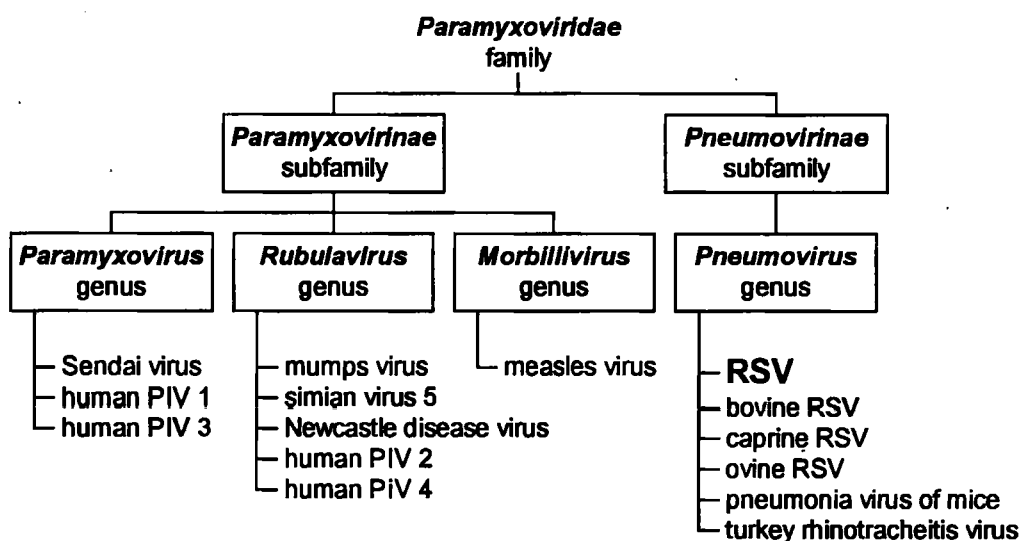 Paramyxoviridae
family
Paramyxovirinae
subfamily
Pneumovirinae
subfamily
Paramyxovirus
genus
Rubulavirus
genus
Morbillivirus
genus
Pneumovirus
genus
Sendai virus
human PIV 1
human PIV 3
mumps virus
simian virus 5
Newcastle disease virus
human PIV 2
human PiV 4
measles virus
RSV
bovine RSV
caprine RSV
ovine RSV
pneumonia virus of mice
turkey rhinotracheitis virus